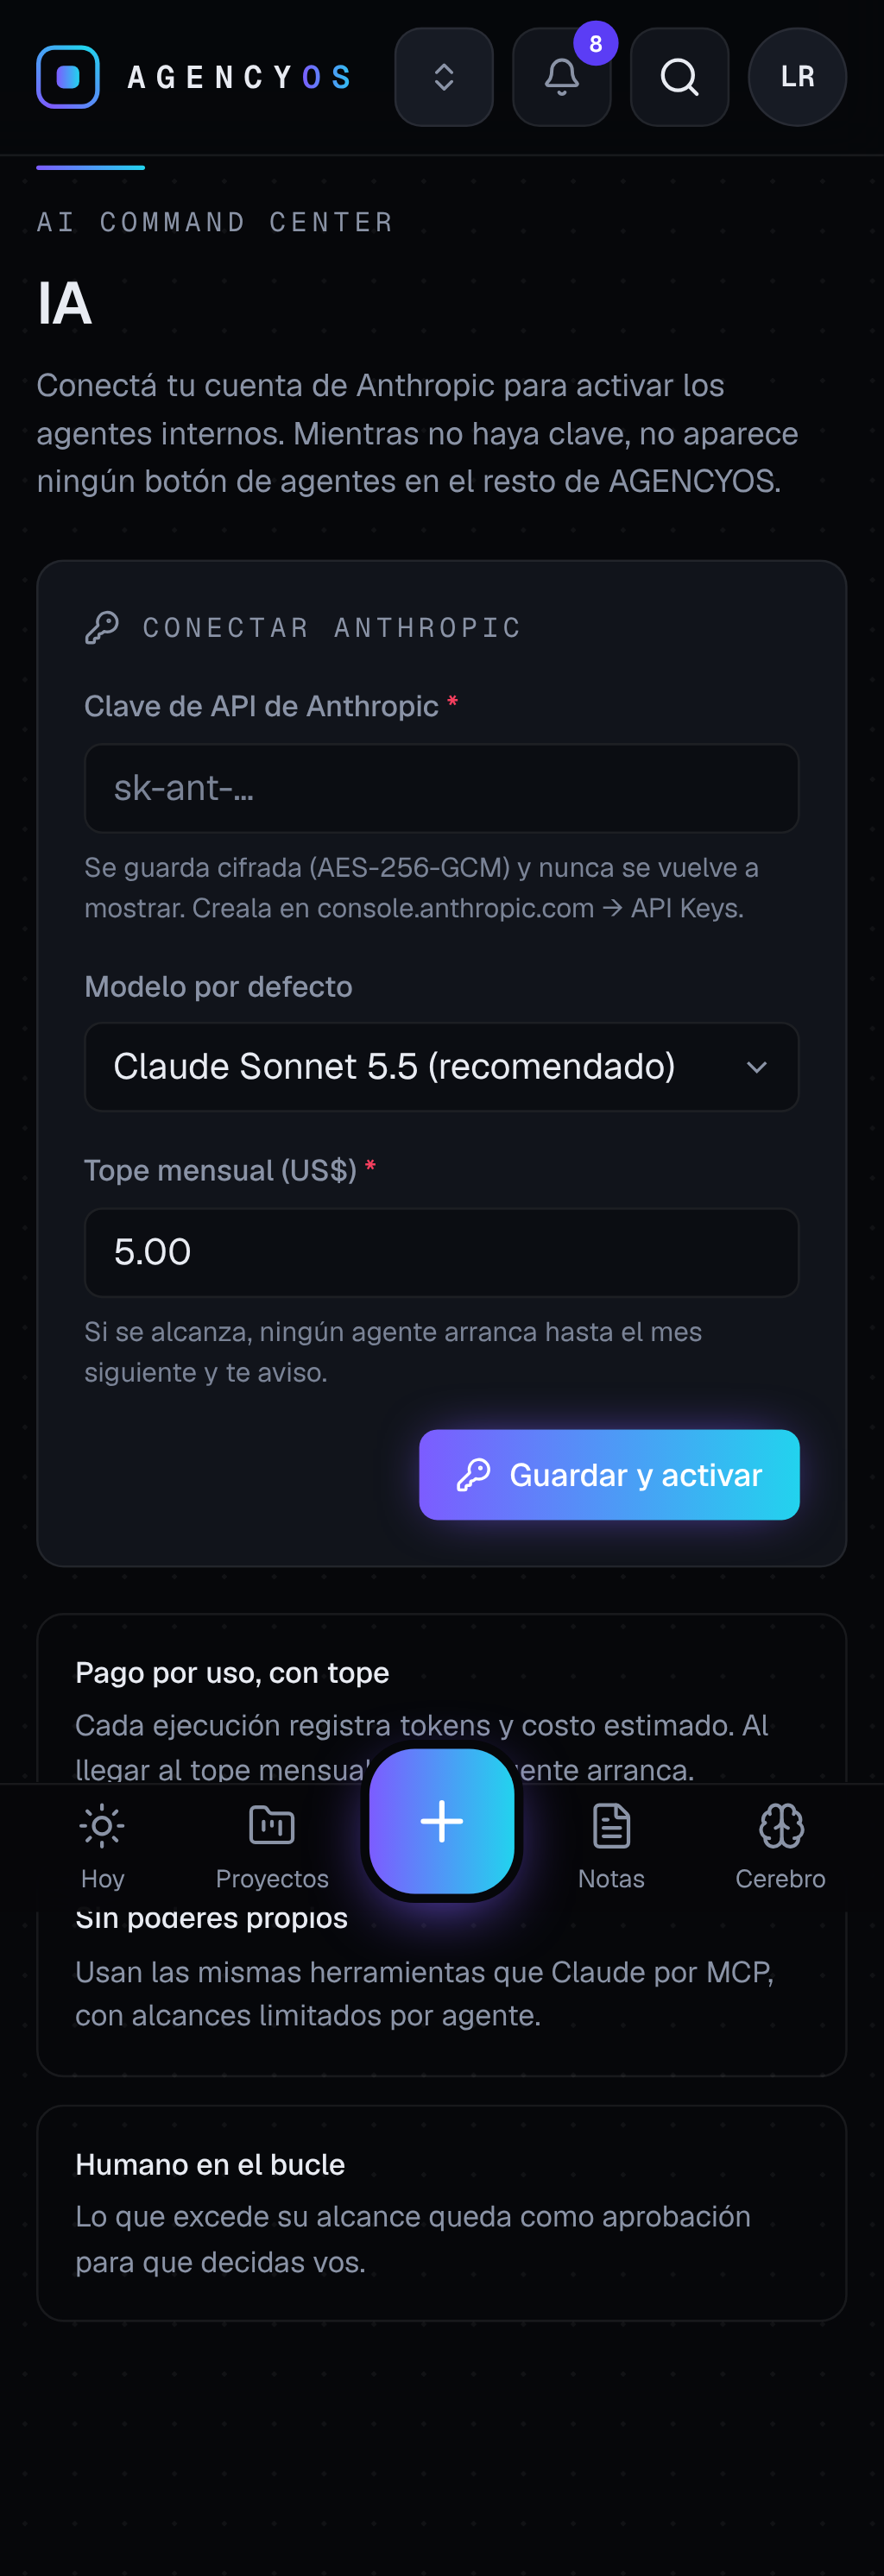 AGENCYOS
8
LR
AI COMMAND CENTER
IA
Conectá tu cuenta de Anthropic para activar los
agentes internos. Mientras no haya clave, no aparece
ningún botón de agentes en el resto de AGENCYOS.
CONECTAR ANTHROPIC
Clave de API de Anthropic *
sk-ant-…
Se guarda cifrada (AES-256-GCM) y nunca se vuelve a
mostrar. Creala en console.anthropic.com → API Keys.
Modelo por defecto
Claude Sonnet 5.5 (recomendado)
Tope mensual (US$) *
5.00
Si se alcanza, ningún agente arranca hasta el mes
siguiente y te aviso.
Guardar y activar
Pago por uso, con tope
Cada ejecución registra tokens y costo estimado. Al
llegar al tope mensual arranca.
Hoy
Proyectos
Notas
Cerebro
Sin poderes propios
Usan las mismas herramientas que Claude por MCP,
con alcances limitados por agente.
Humano en el bucle
Lo que excede su alcance queda como aprobación
para que decidas vos.